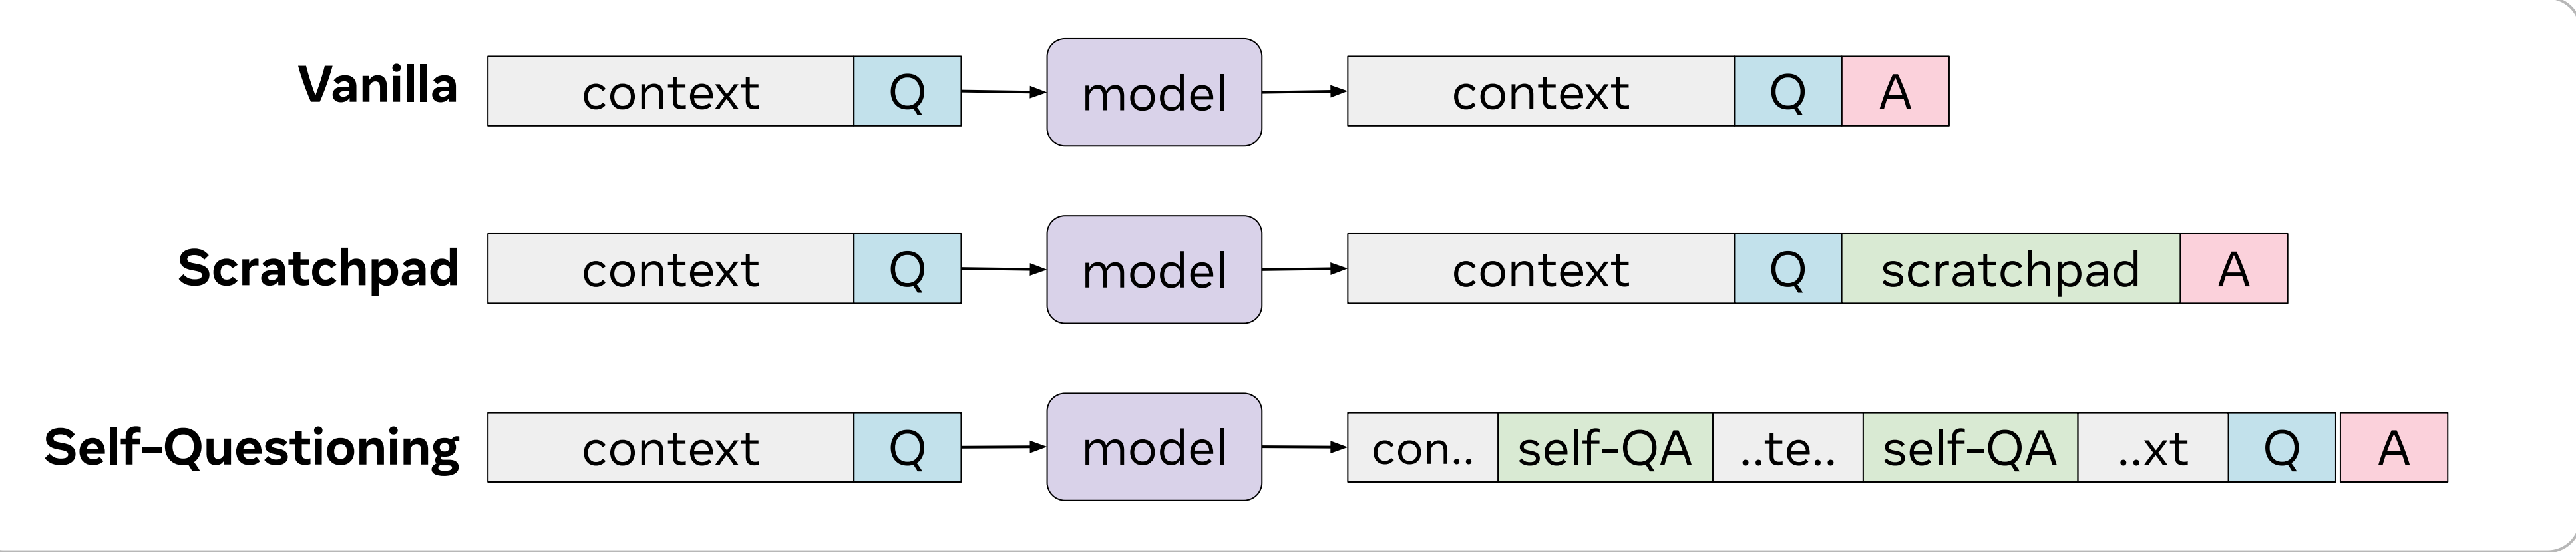 Vanilla context Q model context Q A
Scratchpad context Q model context Q scratchpad A
Self-Questioning context Q model con.. self-QA ..te.. self-QA ..xt Q A